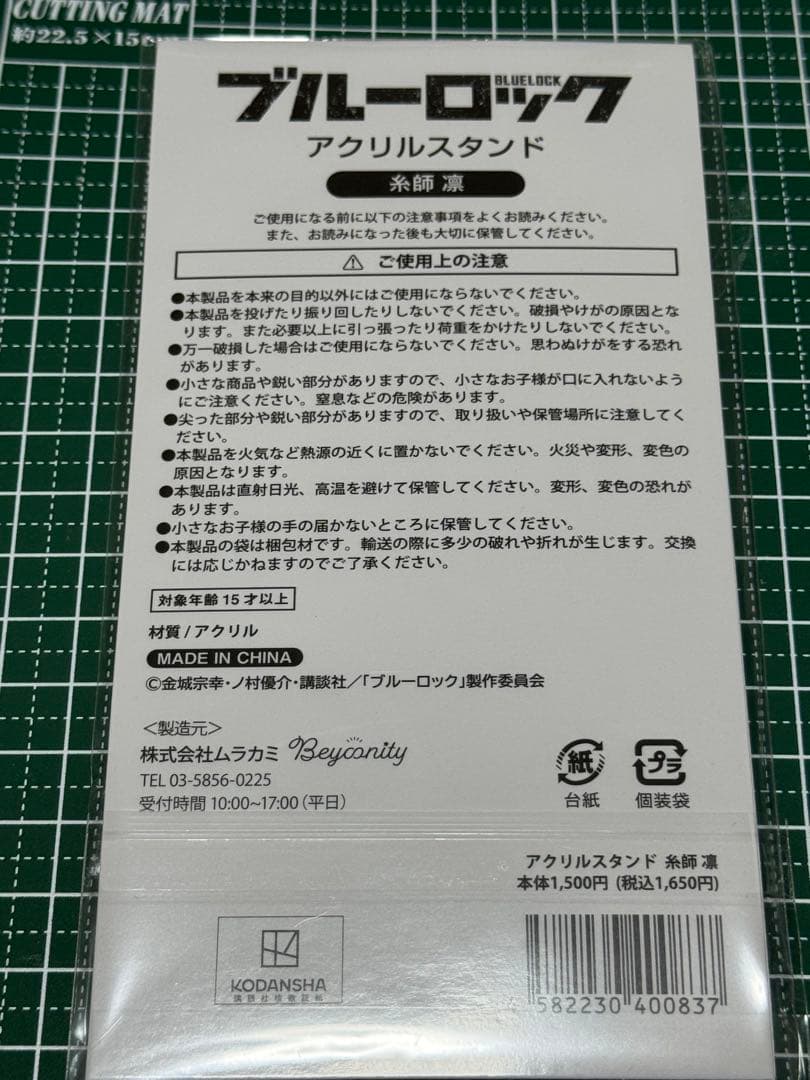 CUTTING MAT
約22.5×15cm
ブルーロック
BLUELOCK
アクリルスタンド
糸師 凛
ご使用になる前に以下の注意事項をよくお読みください。
また、お読みになった後も大切に保管してください。
⚠ ご使用上の注意
●本製品を本来の目的以外にはご使用にならないでください。
●本製品を投げたり振り回したりしないでください。破損やけがの原因とな
ります。また必要以上に引っ張ったり荷重をかけたりしないでください。
●万一破損した場合はご使用にならないでください。思わぬけがをする恐れ
があります。
●小さな商品や鋭い部分がありますので、小さなお子様が口に入れないよう
にご注意ください。窒息などの危険があります。
●尖った部分や鋭い部分がありますので、取り扱いや保管場所に注意してく
ださい。
●本製品を火気など熱源の近くに置かないでください。火災や変形、変色の
原因となります。
●本製品は直射日光、高温を避けて保管してください。変形、変色の恐れが
あります。
●小さなお子様の手の届かないところに保管してください。
●本製品の袋は梱包材です。輸送の際に多少の破れや折れが生じます。交換
には応じかねますのでご了承ください。
対象年齢15才以上
材質/アクリル
MADE IN CHINA
©金城宗幸・ノ村優介・講談社/「ブルーロック」製作委員会
<製造元>
株式会社ムラカミ Beyconity
TEL 03-5856-0225
受付時間 10:00~17:00(平日)
紙
台紙
プラ
個装袋
アクリルスタンド 糸師 凛
本体1,500円 (税込1,650円)
KODANSHA
582230 400837